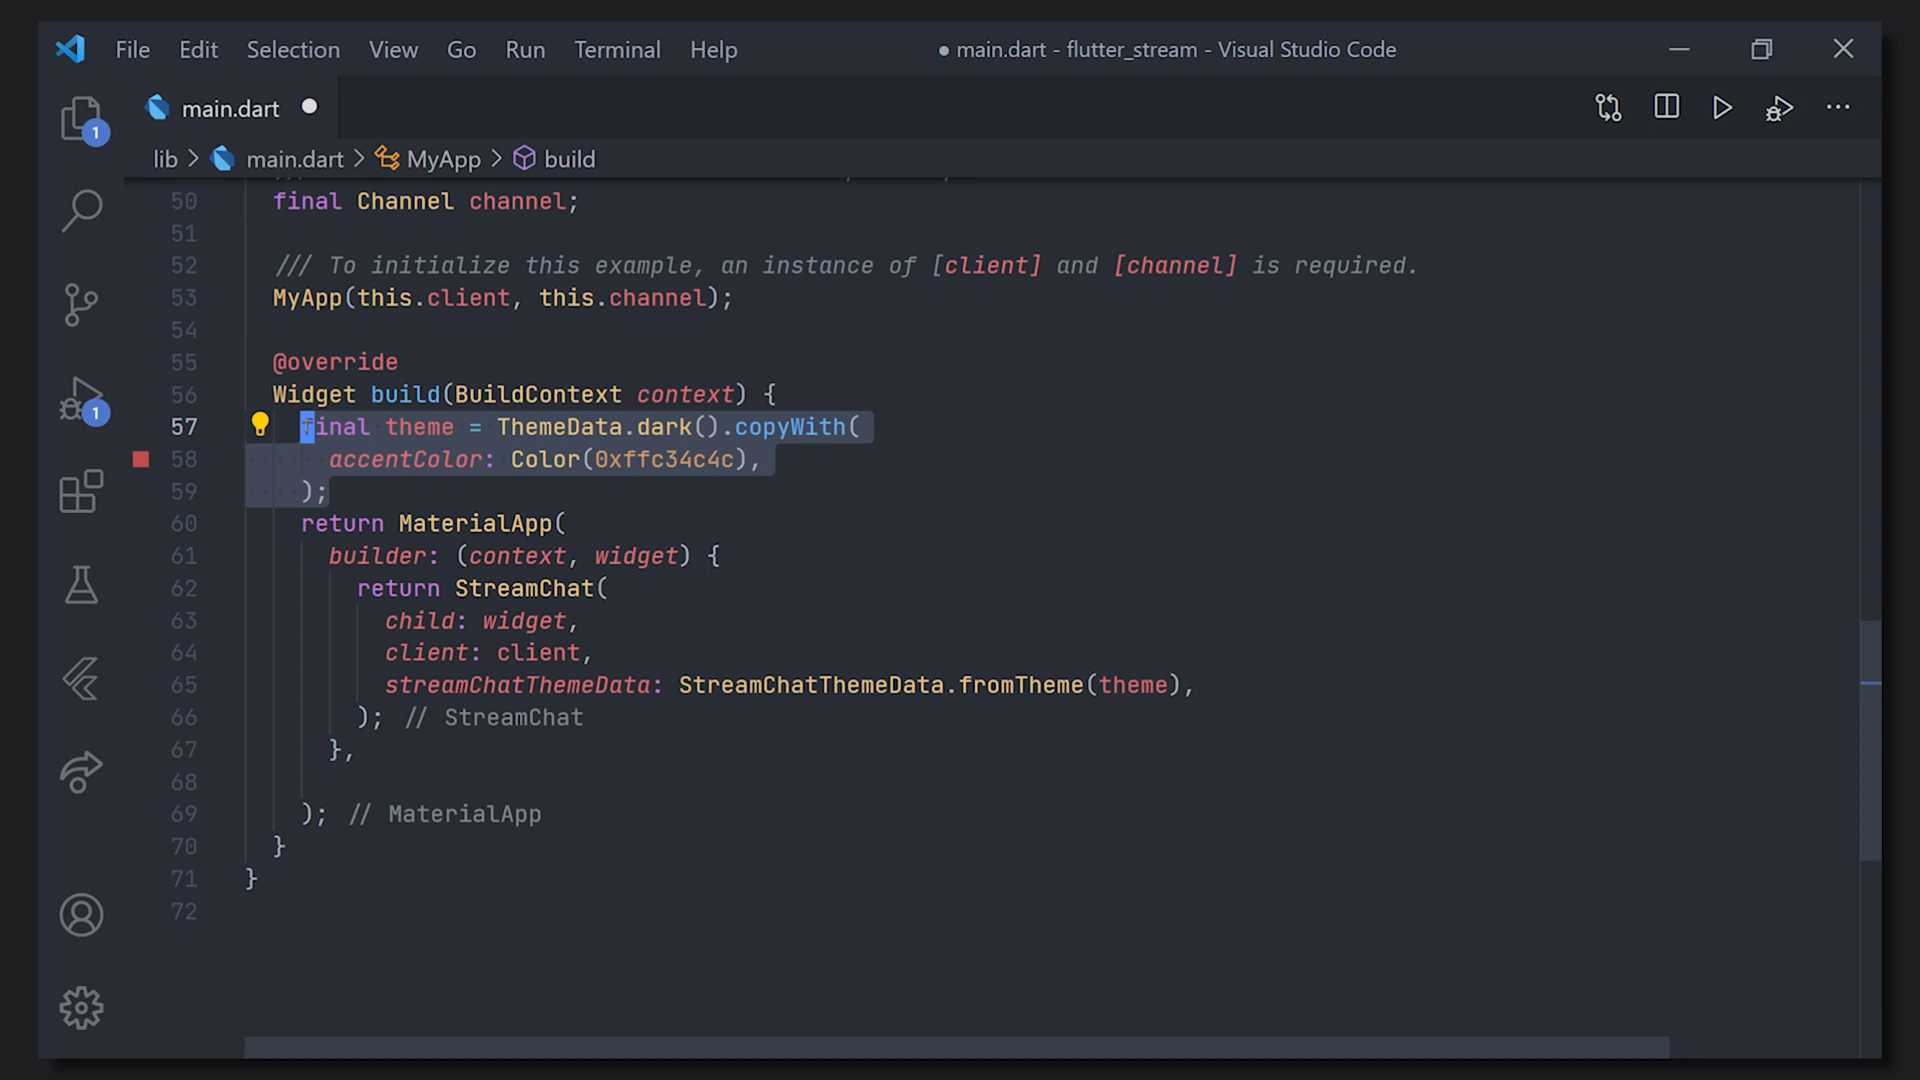 File Edit Selection View Go Run Terminal Help
● main.dart - flutter_stream - Visual Studio Code
main.dart
lib > main.dart > MyApp > build
50 final Channel channel;
51
52 /// To initialize this example, an instance of [client] and [channel] is required.
53 MyApp(this.client, this.channel);
54
55 @override
56 Widget build(BuildContext context) {
57 final theme = ThemeData.dark().copyWith(
58 accentColor: Color(0xffc34c4c),
59 );
60 return MaterialApp(
61 builder: (context, widget) {
62 return StreamChat(
63 child: widget,
64 client: client,
65 streamChatThemeData: StreamChatThemeData.fromTheme(theme),
66 ); // StreamChat
67 },
68
69 ); // MaterialApp
70 }
71 }
72
1
1